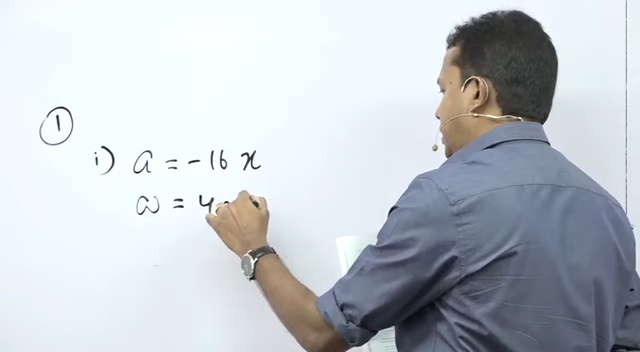 1
i) a = -16 x
ω = 4